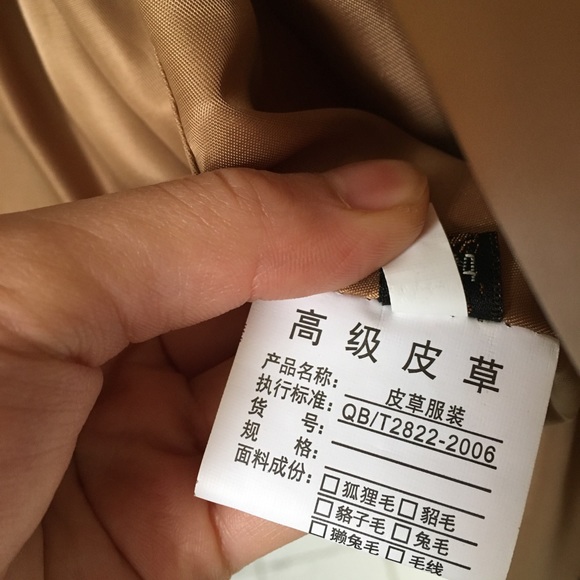 高级皮草
产品名称: 皮草服装
执行标准: QB/T2822-2006
货 号:
规 格:
面料成份:
□狐狸毛□貂毛
□貉子毛□兔毛
□獭兔毛□毛线